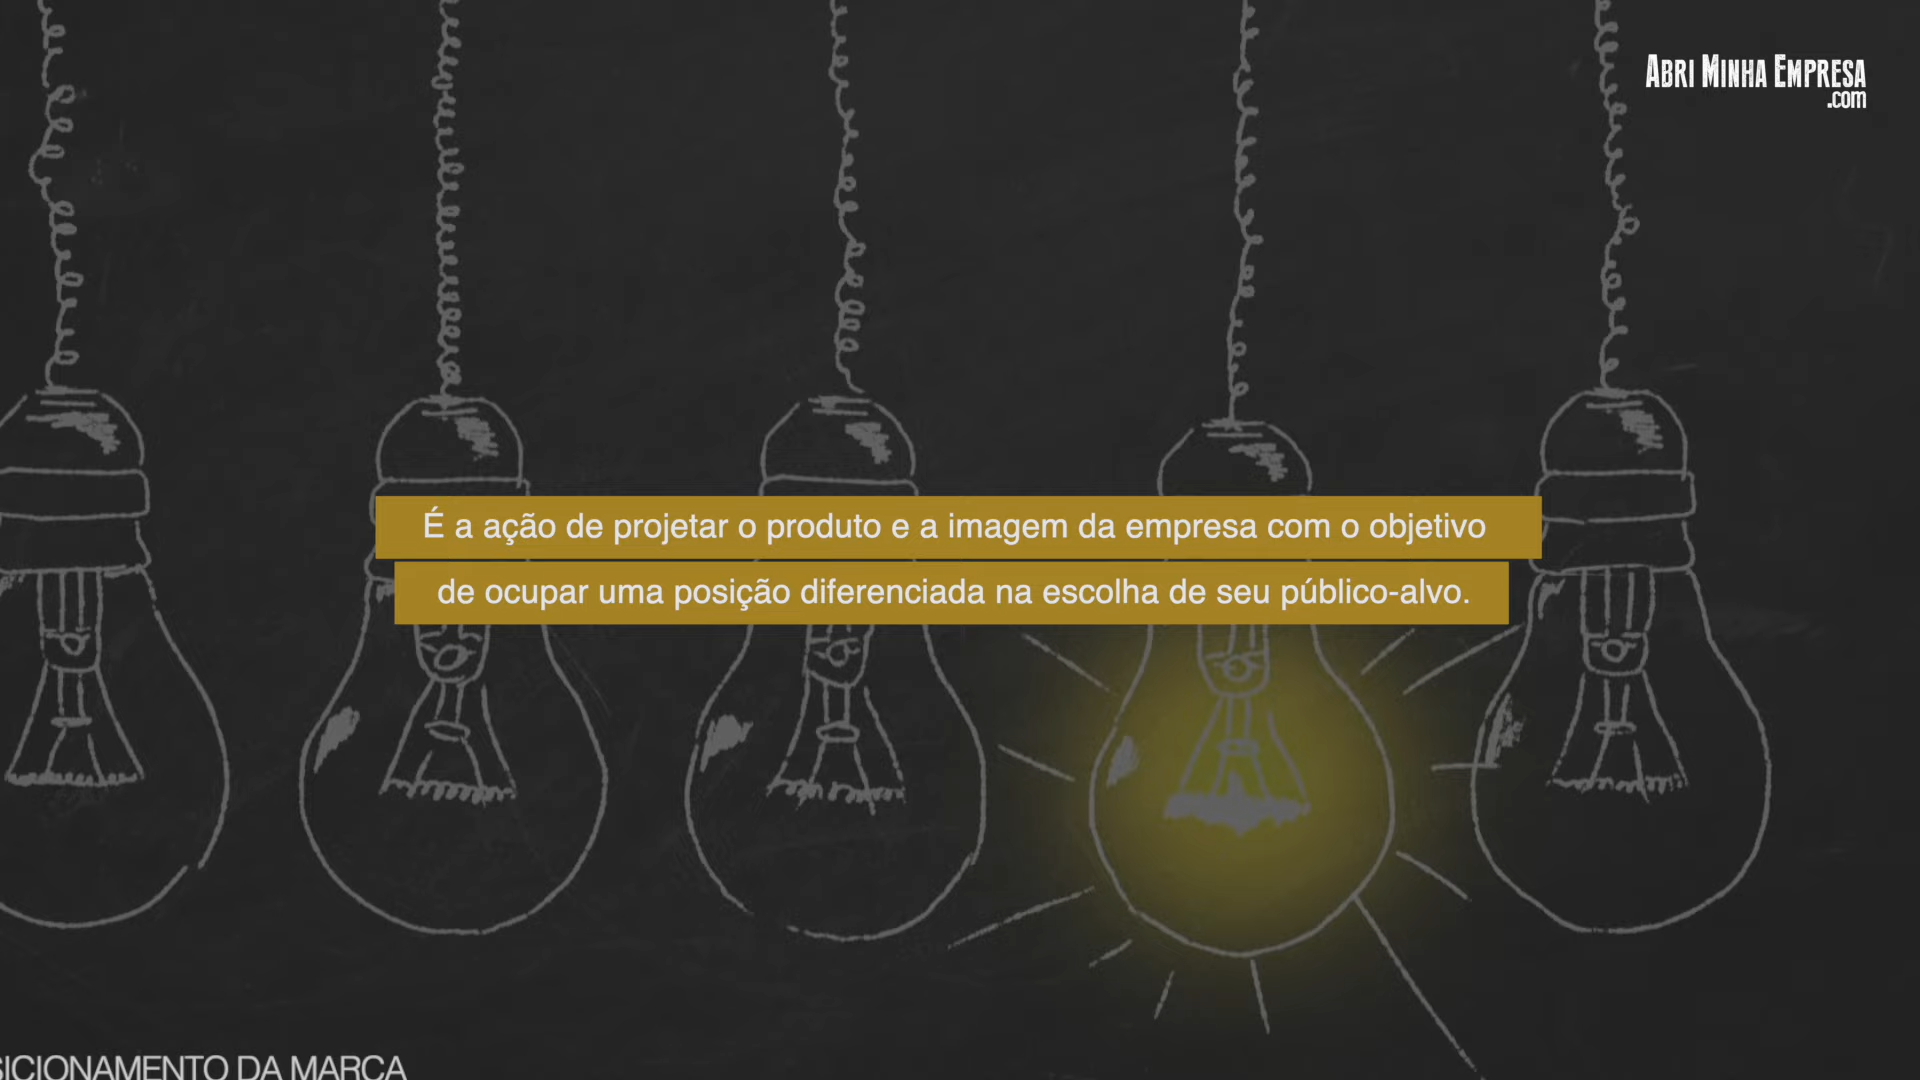 ABRI MINHA EMPRESA
.com
É a ação de projetar o produto e a imagem da empresa com o objetivo
de ocupar uma posição diferenciada na escolha de seu público-alvo.
SICIONAMENTO DA MARCA